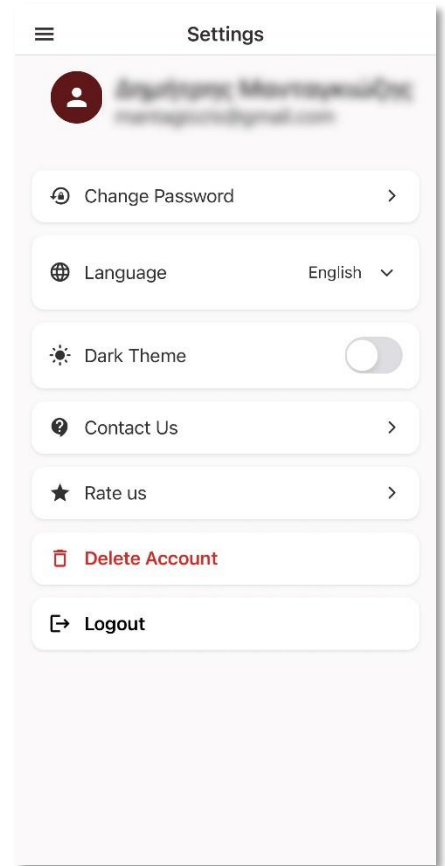 Settings
Change Password
Language
English
Dark Theme
Contact Us
Rate us
Delete Account
Logout